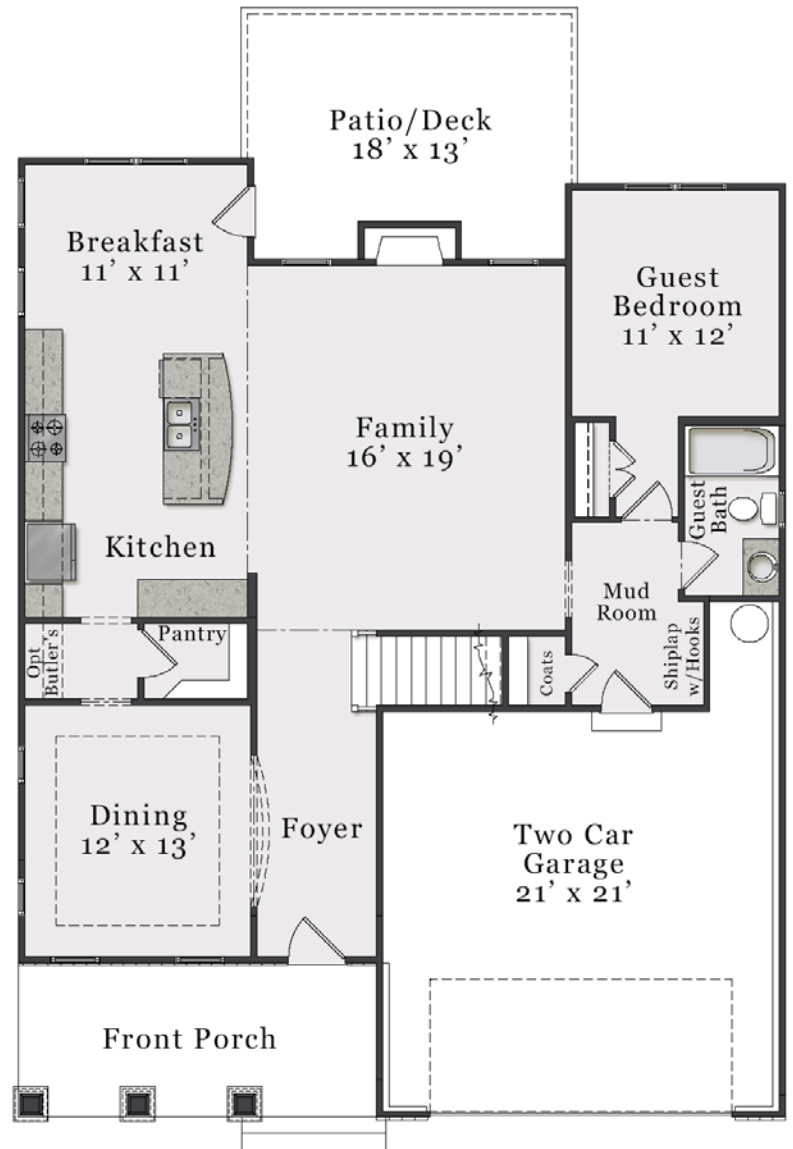 Patio/Deck
18’ x 13’
Breakfast
11’ x 11’
Guest
Bedroom
11’ x 12’
Family
16’ x 19’
Guest
Bath
Kitchen
Mud
Room
Pantry
Opt
Butler’s
Coats
Shiplap
w/Hooks
Dining
12’ x 13’
Foyer
Two Car
Garage
21’ x 21’
Front Porch